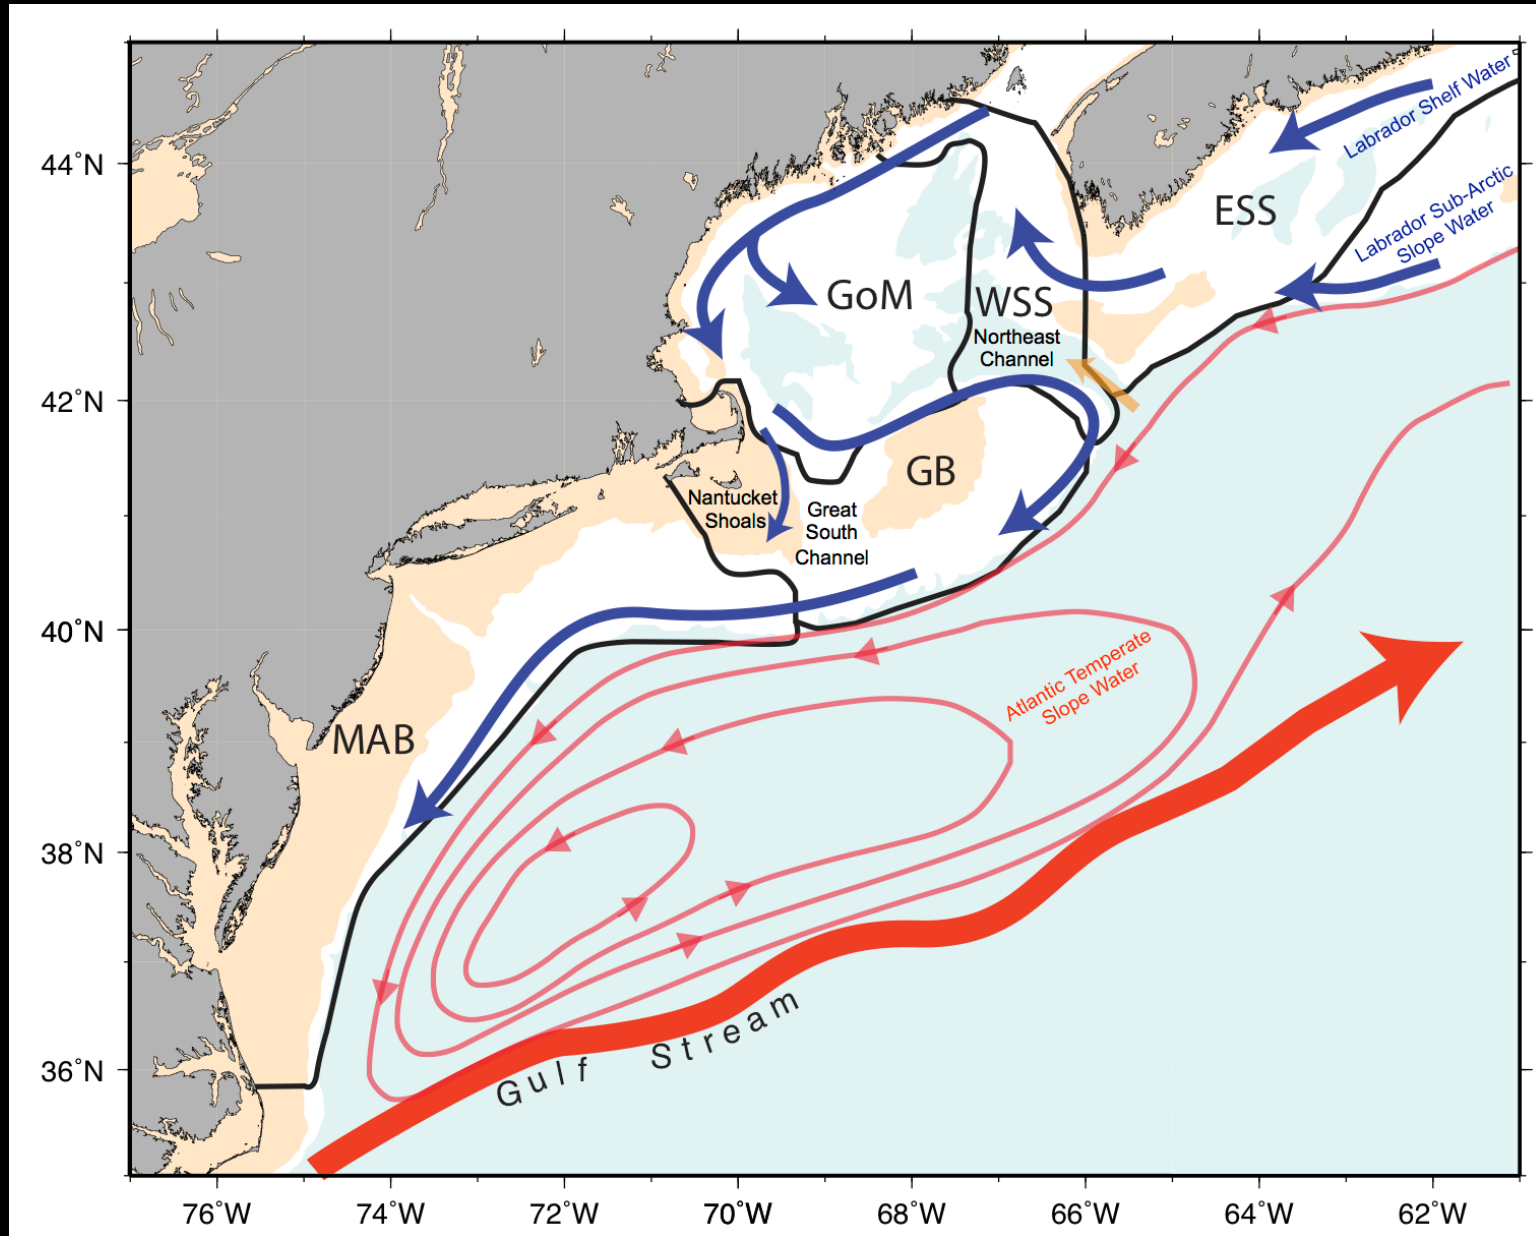 Labrador Shelf Water
44°N
ESS
Labrador Sub-Arctic
Slope Water
GoM
WSS
Northeast
Channel
42°N
GB
Nantucket
Shoals
Great
South
Channel
40°N
Atlantic Temperate
Slope Water
MAB
38°N
Gulf Stream
36°N
76°W
74°W
72°W
70°W
68°W
66°W
64°W
62°W